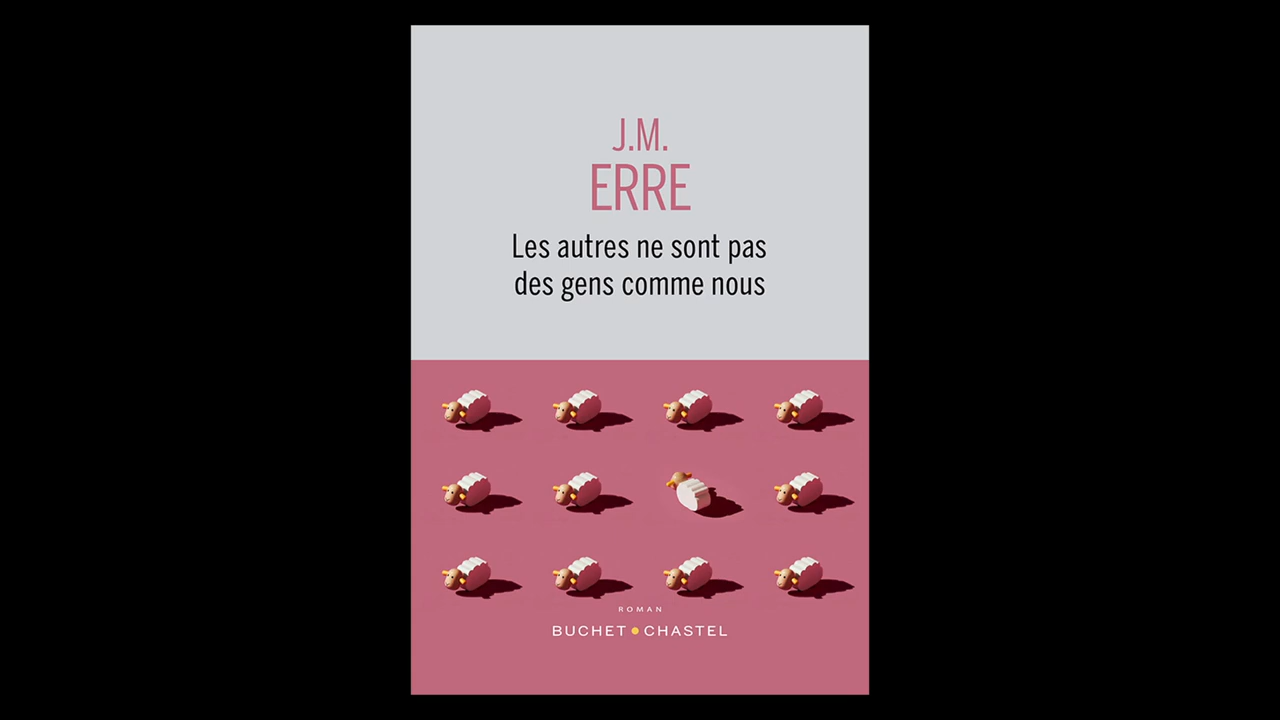 J.M.
ERRE
Les autres ne sont pas
des gens comme nous
ROMAN
BUCHET•CHASTEL